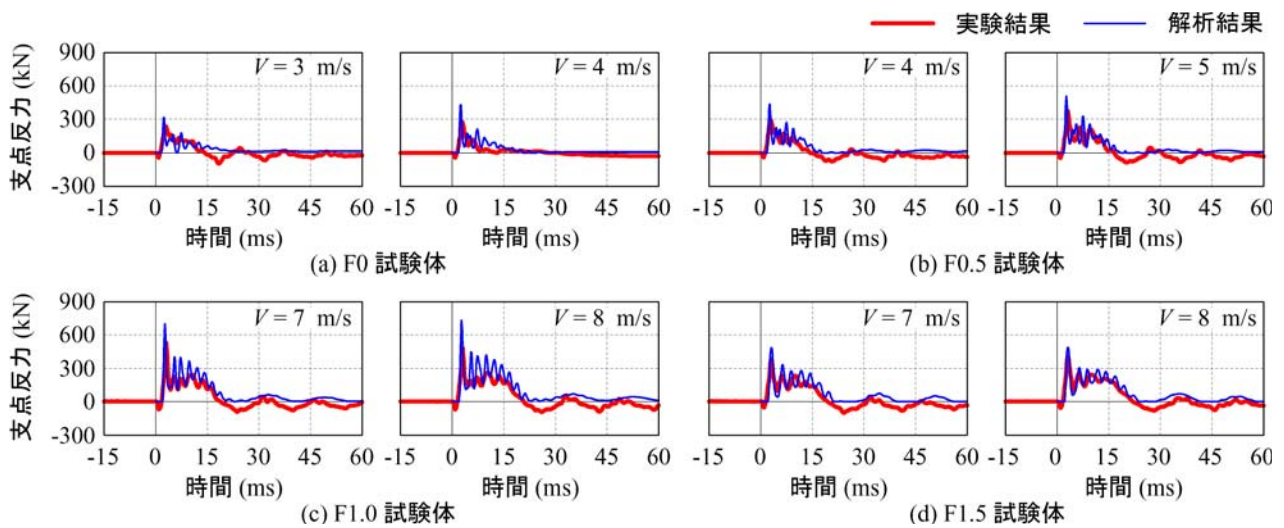 実験結果 解析結果
支点反力 (kN)
900
600
300
0
-300
V = 3 m/s
V = 4 m/s
V = 4 m/s
V = 5 m/s
-15 0 15 30 45 60 -15 0 15 30 45 60 -15 0 15 30 45 60 -15 0 15 30 45 60
時間 (ms) 時間 (ms) 時間 (ms) 時間 (ms)
(a) F0 試験体 (b) F0.5 試験体
支点反力 (kN)
900
600
300
0
-300
V = 7 m/s
V = 8 m/s
V = 7 m/s
V = 8 m/s
-15 0 15 30 45 60 -15 0 15 30 45 60 -15 0 15 30 45 60 -15 0 15 30 45 60
時間 (ms) 時間 (ms) 時間 (ms) 時間 (ms)
(c) F1.0 試験体 (d) F1.5 試験体